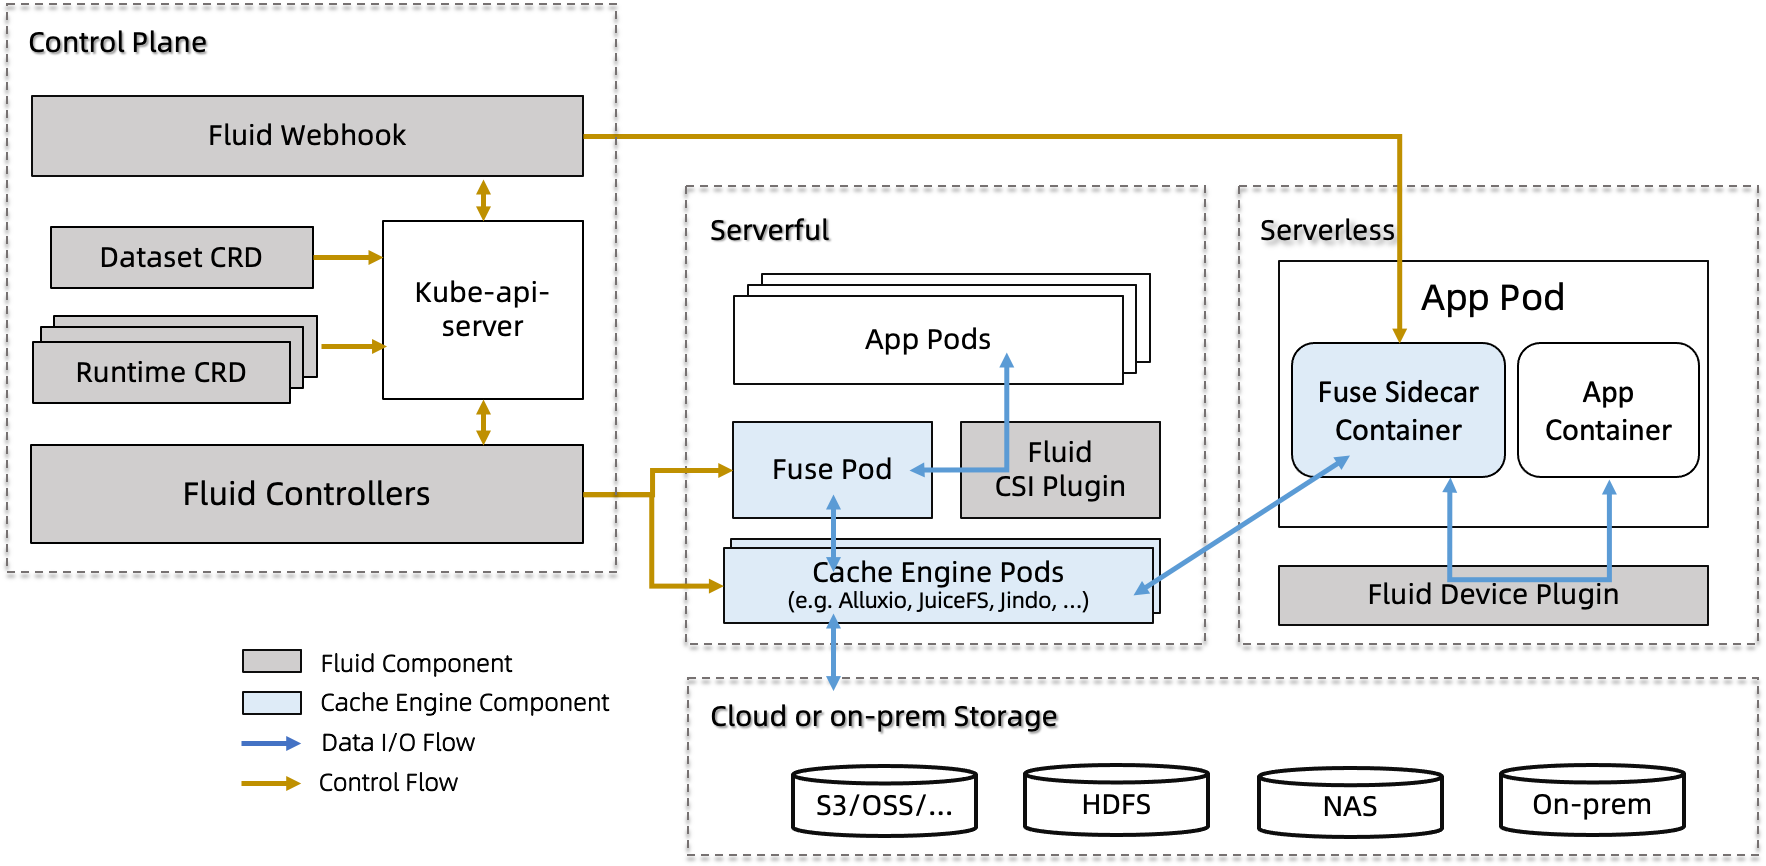 Control Plane
Fluid Webhook
Dataset CRD
Kube-api-
server
Runtime CRD
Fluid Controllers
Serverful
App Pods
Fuse Pod
Fluid
CSI Plugin
Cache Engine Pods
(e.g. Alluxio, JuiceFS, Jindo, ...)
Serverless
App Pod
Fuse Sidecar
Container
App
Container
Fluid Device Plugin
Fluid Component
Cache Engine Component
Data I/O Flow
Control Flow
Cloud or on-prem Storage
S3/OSS/...
HDFS
NAS
On-prem